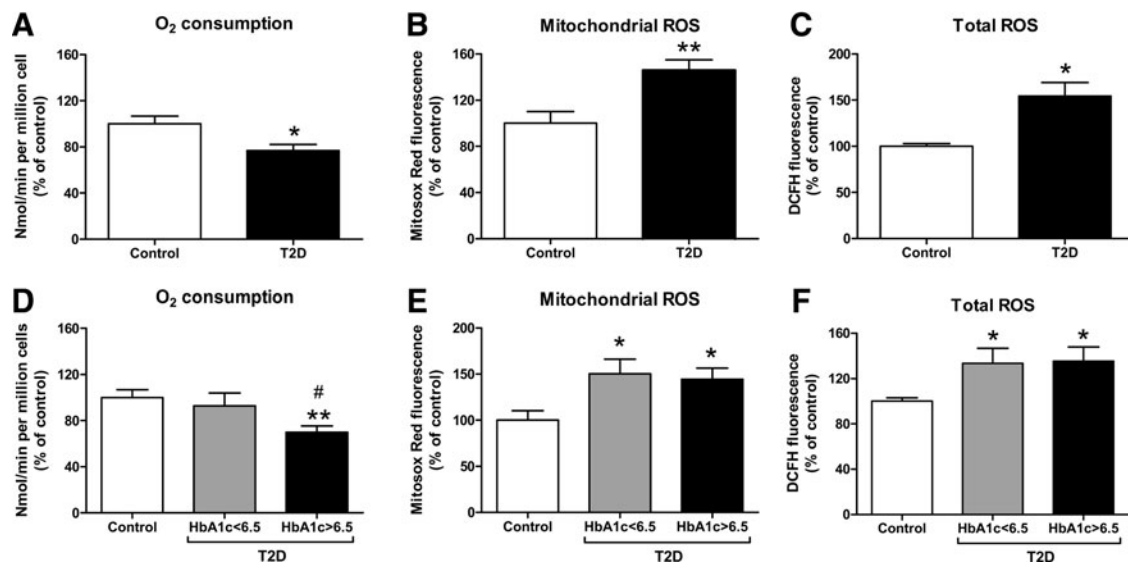 A
O₂ consumption
Nmol/min per million cell
(% of control)
160
120
80
40
0
*
Control
T2D
B
Mitochondrial ROS
Mitosox Red fluorescence
(% of control)
160
120
80
40
0
**
Control
T2D
C
Total ROS
DCFH fluorescence
(% of control)
200
150
100
50
0
*
Control
T2D
D
O₂ consumption
Nmol/min per million cells
(% of control)
160
120
80
40
0
#
**
Control
HbA1c<6.5
HbA1c>6.5
T2D
E
Mitochondrial ROS
Mitosox Red fluorescence
(% of control)
200
150
100
50
0
*
*
Control
HbA1c<6.5
HbA1c>6.5
T2D
F
Total ROS
DCFH fluorescence
(% of control)
160
120
80
40
0
*
*
Control
HbA1c<6.5
HbA1c>6.5
T2D